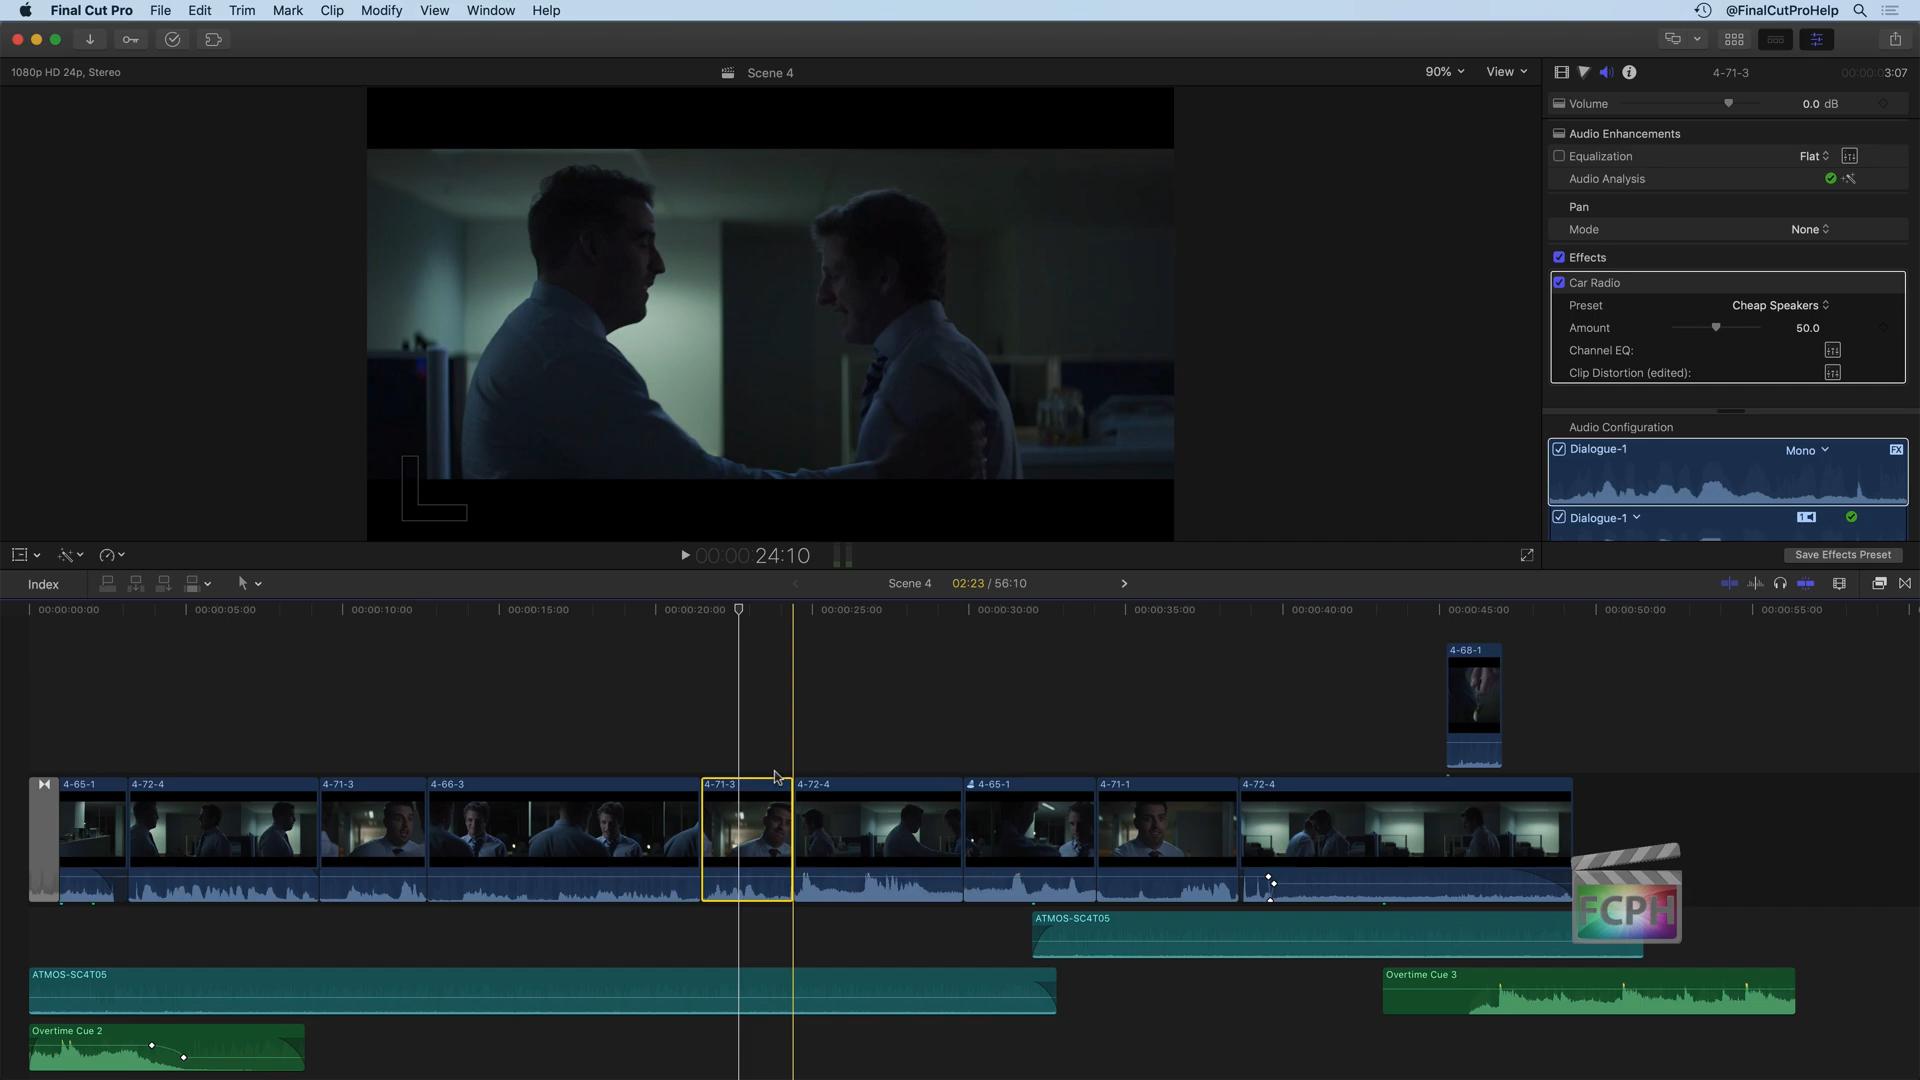 Final Cut Pro File Edit Trim Mark Clip Modify View Window Help @FinalCutProHelp
1080p HD 24p, Stereo Scene 4 90% View 4-71-3 00:00:03:07
Volume 0.0 dB
Audio Enhancements
Equalization Flat
Audio Analysis
Pan
Mode None
Effects
Car Radio
Preset Cheap Speakers
Amount 50.0
Channel EQ:
Clip Distortion (edited):
Audio Configuration
Dialogue-1 Mono FX
Dialogue-1 1
00:00:24:10 Save Effects Preset
Index Scene 4 02:23 / 56:10
00:00:00:00 00:00:05:00 00:00:10:00 00:00:15:00 00:00:20:00 00:00:25:00 00:00:30:00 00:00:35:00 00:00:40:00 00:00:45:00 00:00:50:00 00:00:55:00
4-68-1
4-65-1 4-72-4 4-71-3 4-66-3 4-71-3 4-72-4 4-65-1 4-71-1 4-72-4
FCPH
ATMOS-SC4T05
ATMOS-SC4T05 Overtime Cue 3
Overtime Cue 2